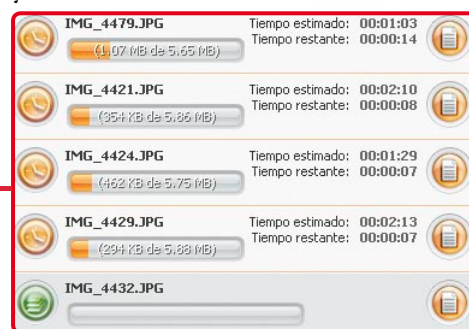 IMG_4479.JPG Tiempo estimado: 00:01:03
(1.07 MB de 5.65 MB) Tiempo restante: 00:00:14
IMG_4421.JPG Tiempo estimado: 00:02:10
(354 KB de 5.86 MB) Tiempo restante: 00:00:08
IMG_4424.JPG Tiempo estimado: 00:01:29
(462 KB de 5.75 MB) Tiempo restante: 00:00:07
IMG_4429.JPG Tiempo estimado: 00:02:13
(294 KB de 5.88 MB) Tiempo restante: 00:00:07
IMG_4432.JPG